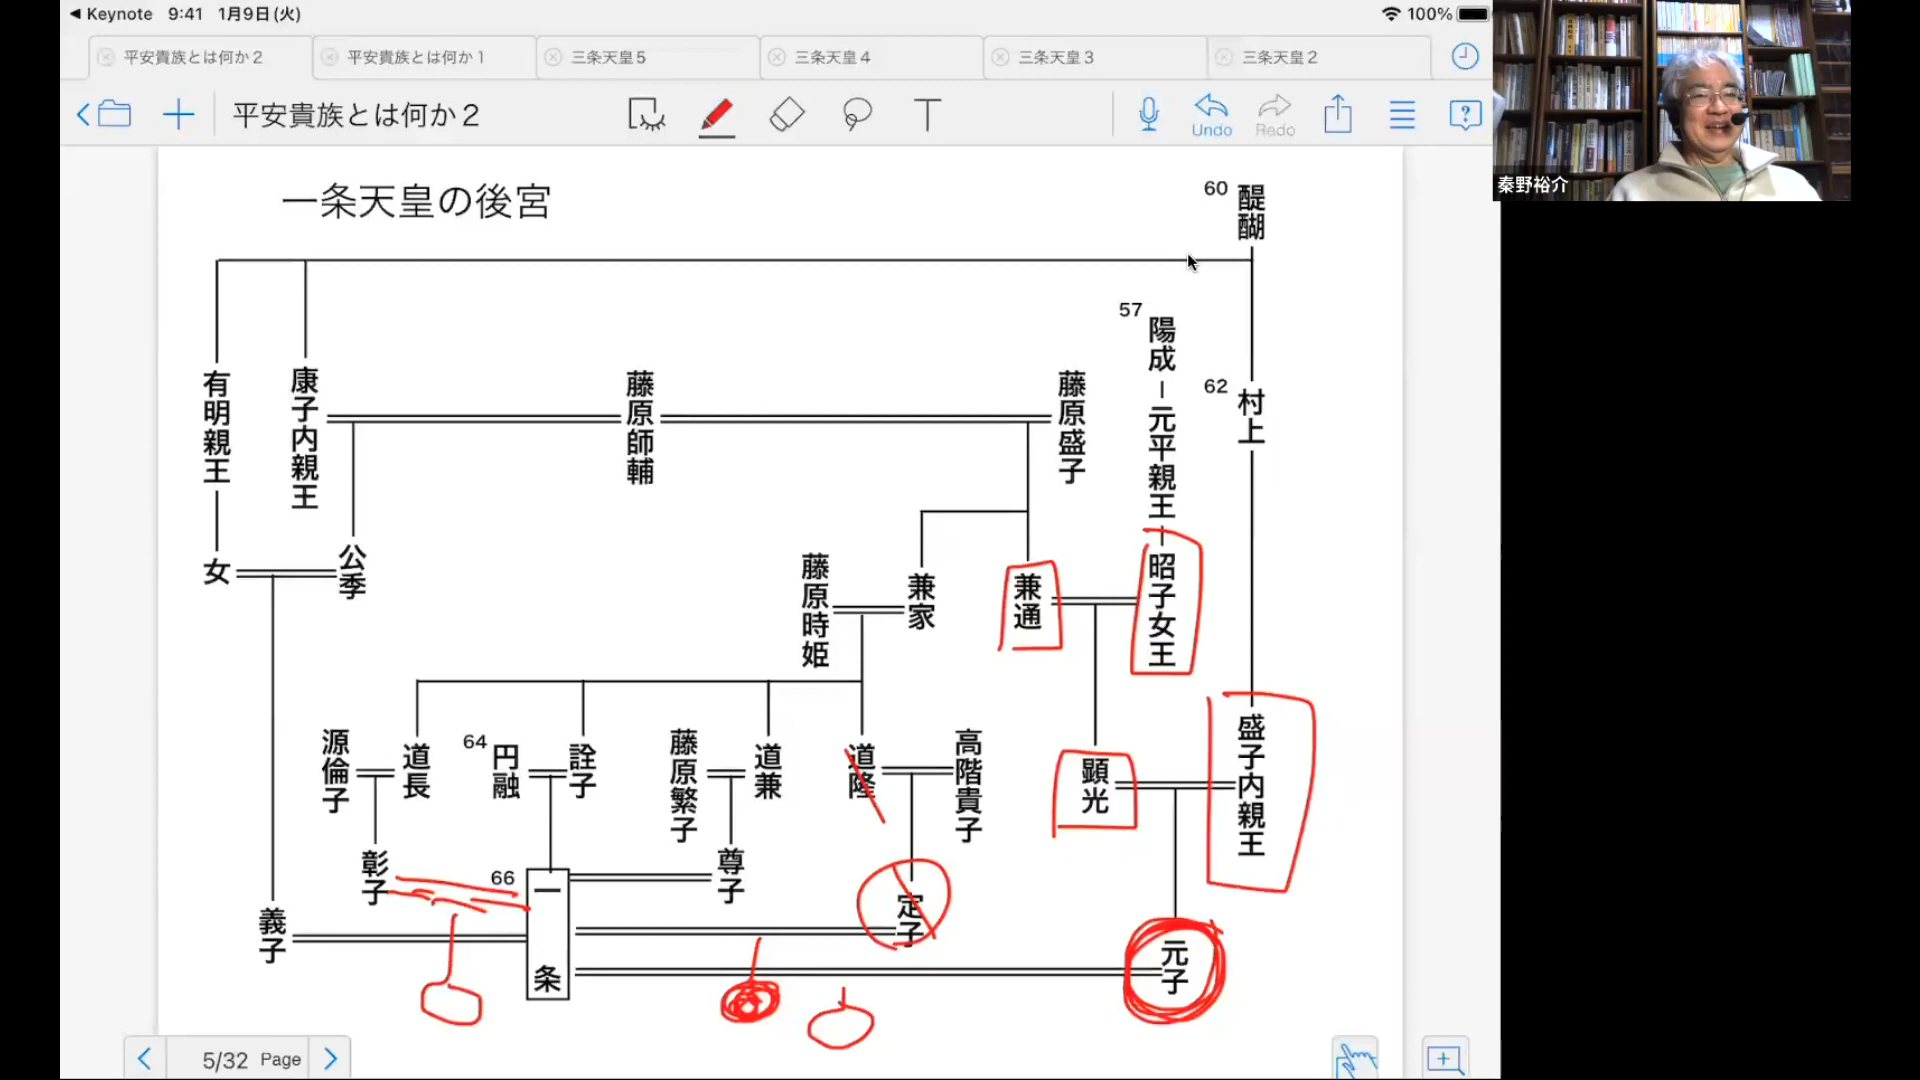 Keynote 9:41 1月9日(火) 100%
平安貴族とは何か2 平安貴族とは何か1 三条天皇5 三条天皇4 三条天皇3 三条天皇2
平安貴族とは何か2 T Undo Redo ?
秦野裕介
一条天皇の後宮
60 醍醐
57 陽成
62 村上
有明親王
康子内親王
藤原師輔
藤原盛子
元平親王
女
公季
藤原時姫
兼家
兼通
昭子女王
源倫子
道長
64 円融
詮子
藤原繁子
道兼
道隆
高階貴子
顕光
盛子内親王
彰子
66 一条
尊子
定子
義子
元子
5/32 Page